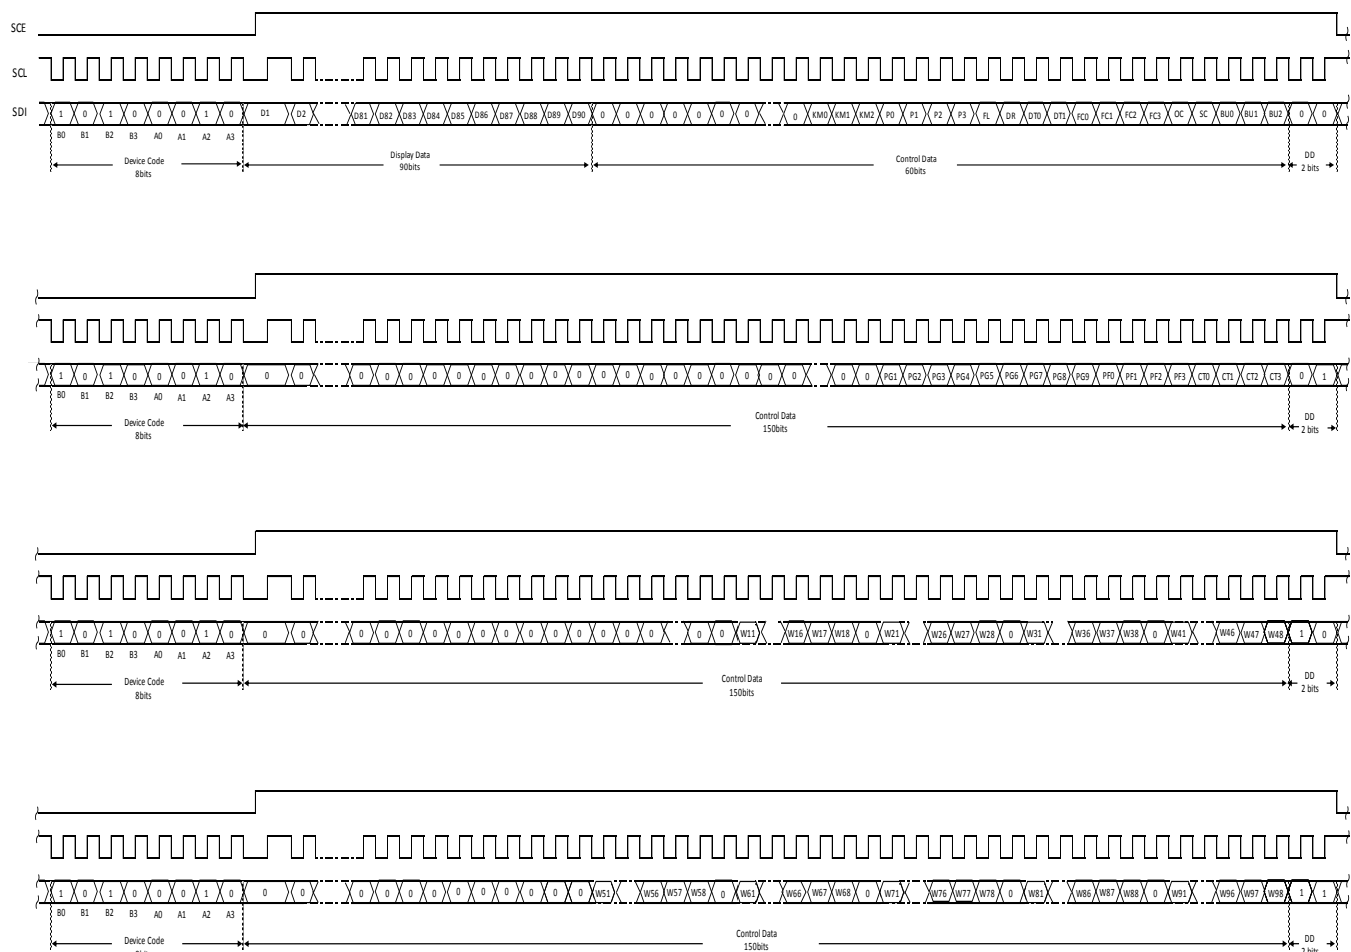 SCE
SCL
SDI 1 0 1 0 0 0 1 0 D1 D2 D81 D82 D83 D84 D85 D86 D87 D88 D89 D90 0 0 0 0 0 0 0 0 KM0 KM1 KM2 P0 P1 P2 P3 FL DR DT0 DT1 FC0 FC1 FC2 FC3 OC SC BU0 BU1 BU2 0 0
B0 B1 B2 B3 A0 A1 A2 A3
Device Code Display Data Control Data DD
8bits 90bits 60bits 2 bits
1 0 1 0 0 0 1 0 0 0 0 0 0 0 0 0 0 0 0 0 0 0 0 0 0 0 0 0 0 0 0 0 PG1 PG2 PG3 PG4 PG5 PG6 PG7 PG8 PG9 PF0 PF1 PF2 PF3 CT0 CT1 CT2 CT3 0 1
B0 B1 B2 B3 A0 A1 A2 A3
Device Code Control Data DD
8bits 150bits 2 bits
1 0 1 0 0 0 1 0 0 0 0 0 0 0 0 0 0 0 0 0 0 0 0 0 0 0 W11 W16 W17 W18 0 W21 W26 W27 W28 0 W31 W36 W37 W38 0 W41 W46 W47 W48 1 0
B0 B1 B2 B3 A0 A1 A2 A3
Device Code Control Data DD
8bits 150bits 2 bits
1 0 1 0 0 0 1 0 0 0 0 0 0 0 0 0 0 0 0 0 W51 W56 W57 W58 0 W61 W66 W67 W68 0 W71 W76 W77 W78 0 W81 W86 W87 W88 0 W91 W96 W97 W98 1 1
B0 B1 B2 B3 A0 A1 A2 A3
Device Code Control Data DD
150bits 2 bits